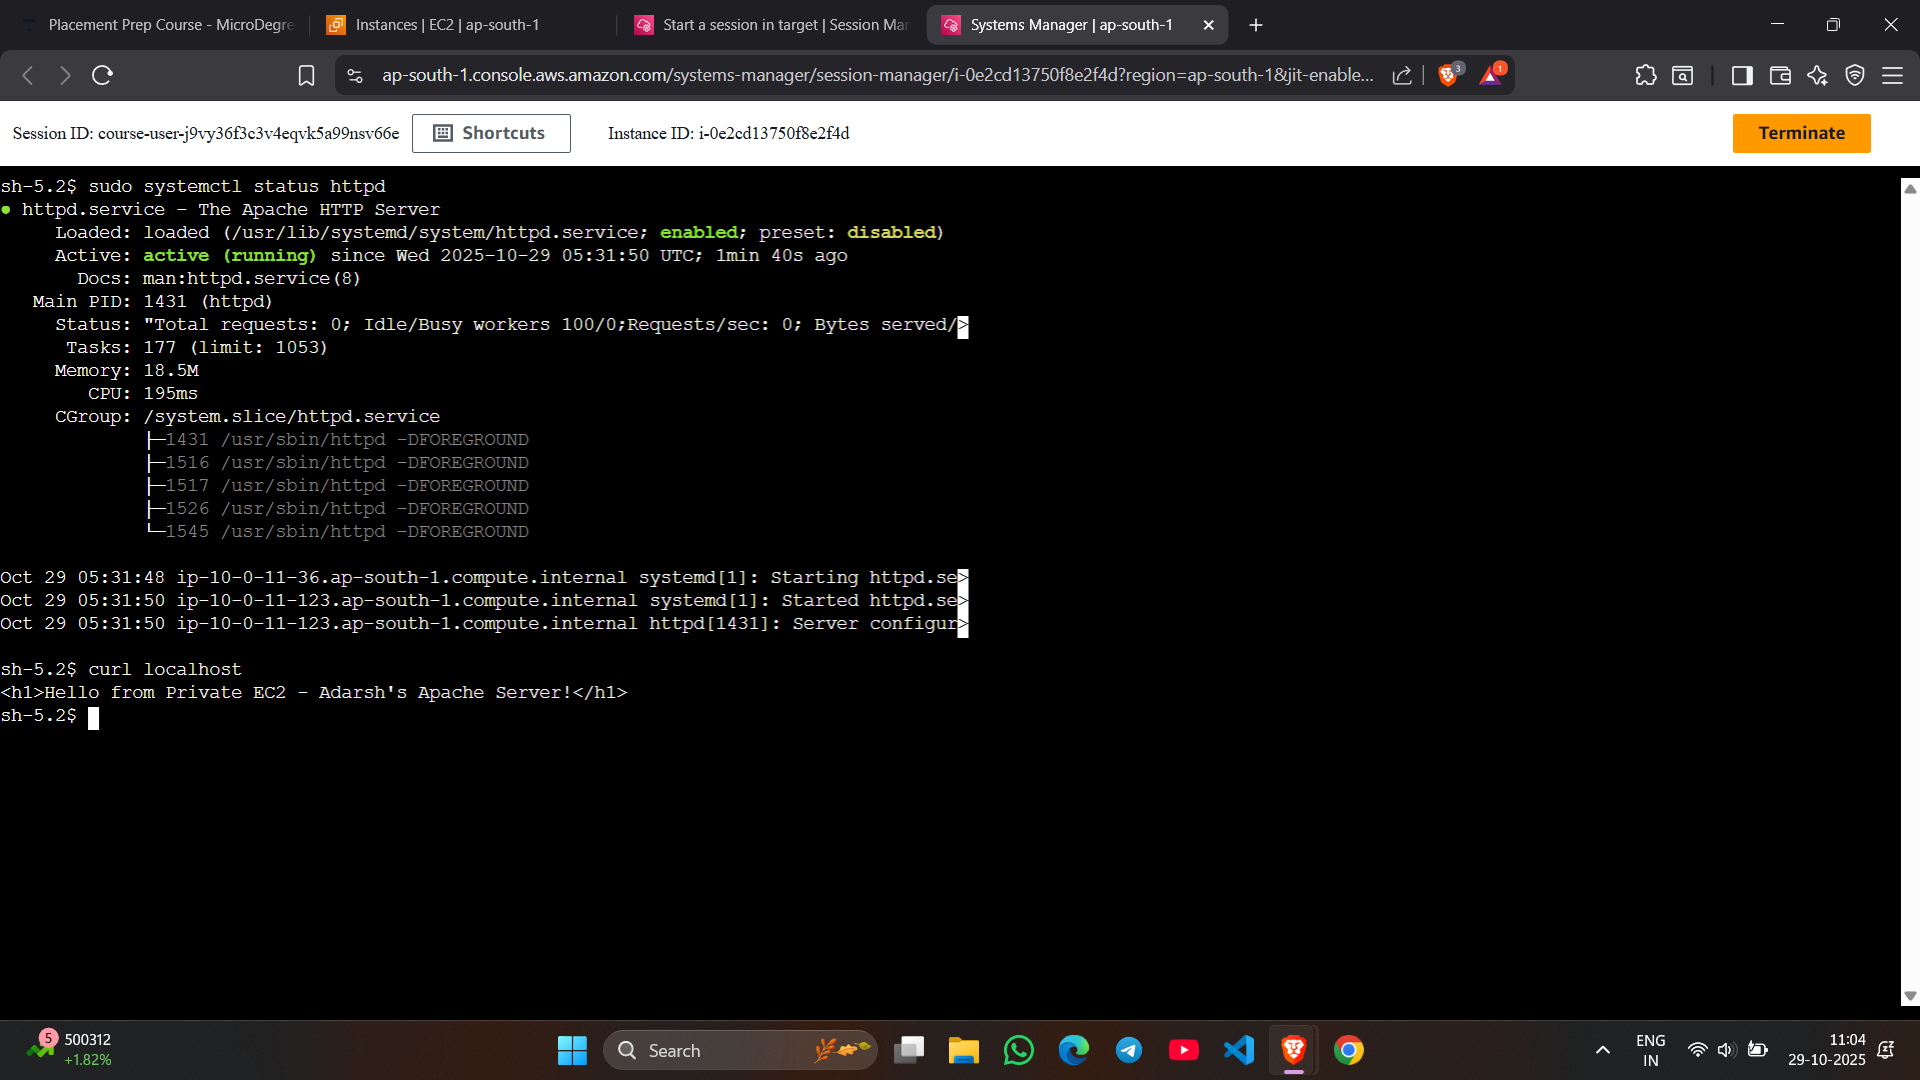 Placement Prep Course - MicroDegre
Instances | EC2 | ap-south-1
Start a session in target | Session Mar
Systems Manager | ap-south-1
ap-south-1.console.aws.amazon.com/systems-manager/session-manager/i-0e2cd13750f8e2f4d?region=ap-south-1&jit-enable...
3
1
Session ID: course-user-j9vy36f3c3v4eqvk5a99nsv66e
Shortcuts
Instance ID: i-0e2cd13750f8e2f4d
Terminate
sh-5.2$ sudo systemctl status httpd
● httpd.service - The Apache HTTP Server
Loaded: loaded (/usr/lib/systemd/system/httpd.service; enabled; preset: disabled)
Active: active (running) since Wed 2025-10-29 05:31:50 UTC; 1min 40s ago
Docs: man:httpd.service(8)
Main PID: 1431 (httpd)
Status: "Total requests: 0; Idle/Busy workers 100/0;Requests/sec: 0; Bytes served/>
Tasks: 177 (limit: 1053)
Memory: 18.5M
CPU: 195ms
CGroup: /system.slice/httpd.service
├─1431 /usr/sbin/httpd -DFOREGROUND
├─1516 /usr/sbin/httpd -DFOREGROUND
├─1517 /usr/sbin/httpd -DFOREGROUND
├─1526 /usr/sbin/httpd -DFOREGROUND
└─1545 /usr/sbin/httpd -DFOREGROUND
Oct 29 05:31:48 ip-10-0-11-36.ap-south-1.compute.internal systemd[1]: Starting httpd.se>
Oct 29 05:31:50 ip-10-0-11-123.ap-south-1.compute.internal systemd[1]: Started httpd.se>
Oct 29 05:31:50 ip-10-0-11-123.ap-south-1.compute.internal httpd[1431]: Server configur>
sh-5.2$ curl localhost
<h1>Hello from Private EC2 - Adarsh's Apache Server!</h1>
sh-5.2$
5
500312
+1.82%
Search
ENG
IN
11:04
29-10-2025